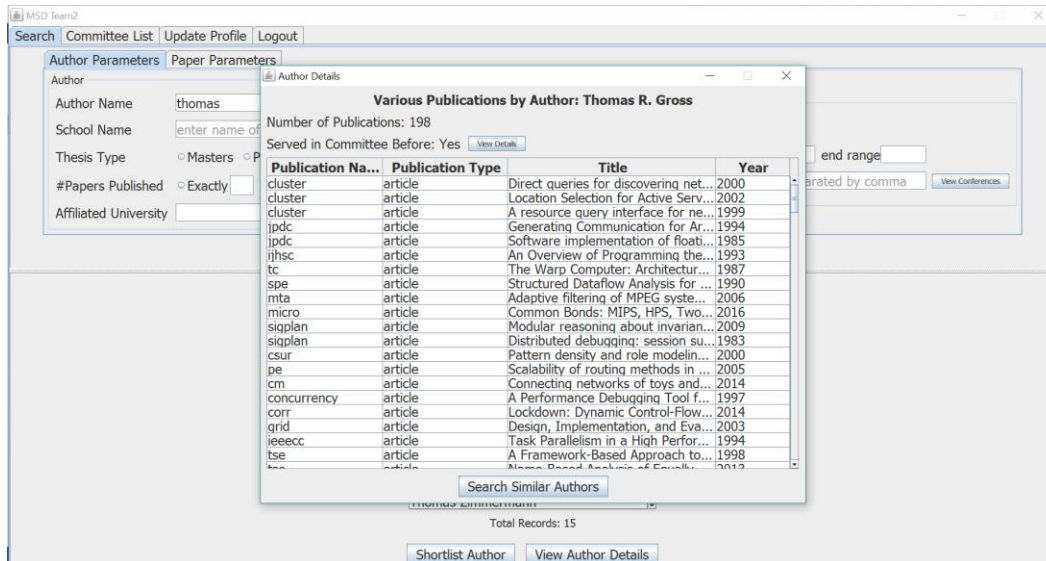 MSD Team2
Search Committee List Update Profile Logout
Author Parameters Paper Parameters
Author
Author Name thomas
School Name enter name of
Thesis Type Masters P
#Papers Published Exactly
Affiliated University
Author Details
Various Publications by Author: Thomas R. Gross
Number of Publications: 198
Served in Committee Before: Yes View Details
Publication Na... Publication Type Title Year
cluster article Direct queries for discovering net... 2000
cluster article Location Selection for Active Serv... 2002
cluster article A resource query interface for ne... 1999
jpdc article Generating Communication for Ar... 1994
jpdc article Software implementation of floati... 1985
ijhsc article An Overview of Programming the... 1993
tc article The Warp Computer: Architectur... 1987
spe article Structured Dataflow Analysis for ... 1990
mta article Adaptive filtering of MPEG syste... 2006
micro article Common Bonds: MIPS, HPS, Two... 2016
sigplan article Modular reasoning about invarian... 2009
sigplan article Distributed debugging: session su... 1983
csur article Pattern density and role modelin... 2000
pe article Scalability of routing methods in ... 2005
cm article Connecting networks of toys and... 2014
concurrency article A Performance Debugging Tool f... 1997
corr article Lockdown: Dynamic Control-Flow... 2014
grid article Design, Implementation, and Eva... 2003
ieeecc article Task Parallelism in a High Perfor... 1994
tse article A Framework-Based Approach to... 1998
tse article Name-Based Analysis of Equally... 2013
Search Similar Authors
end range
arated by comma View Conferences
Thomas Zimmermann
Total Records: 15
Shortlist Author View Author Details